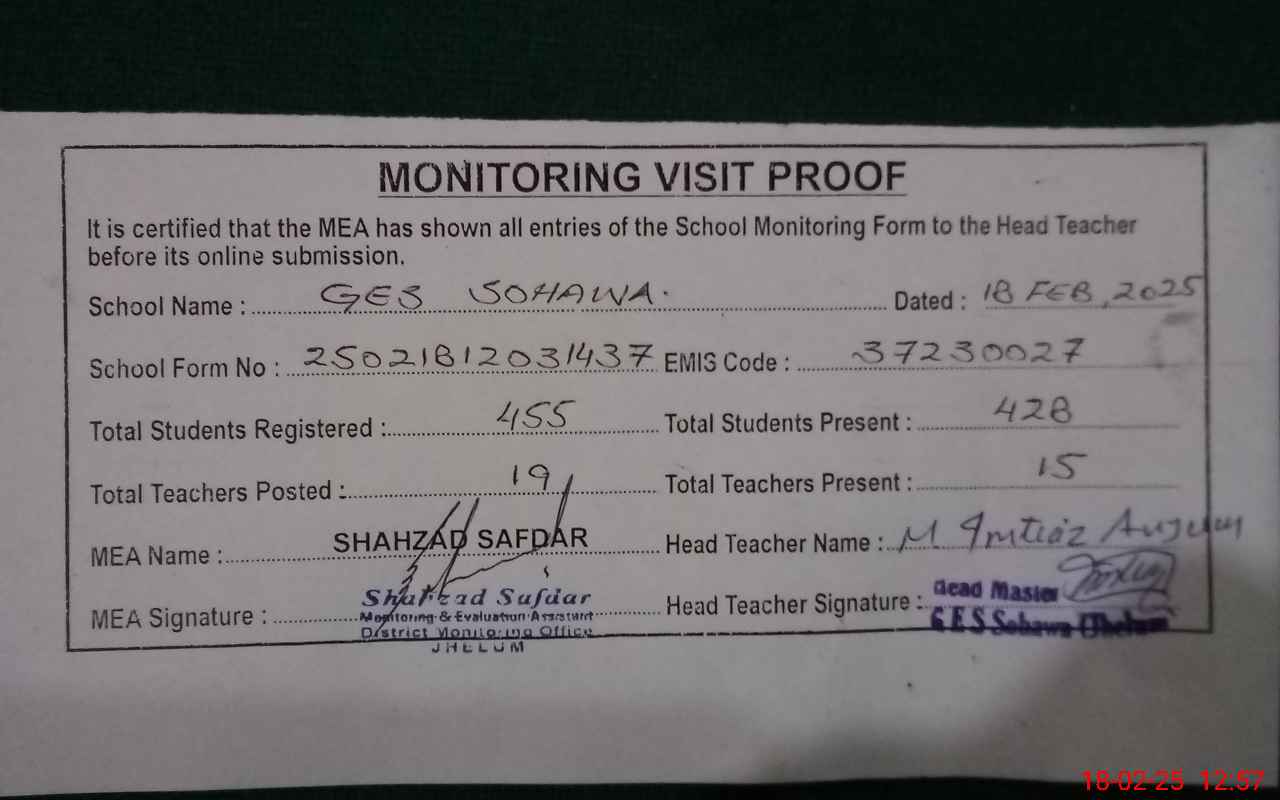 MONITORING VISIT PROOF
It is certified that the MEA has shown all entries of the School Monitoring Form to the Head Teacher
before its online submission.
School Name : GES SOHAWA. Dated : 18 FEB, 2025
School Form No : 25021812031437 EMIS Code : 37230027
Total Students Registered : 455 Total Students Present : 428
Total Teachers Posted : 19 Total Teachers Present : 15
MEA Name : SHAHZAD SAFDAR Head Teacher Name : M Imtiaz Anjum
MEA Signature : Shahzad Safdar Head Teacher Signature : Head Master
Monitoring & Evaluation Assistant G.E.S Sohawa (Jhelum)
District Monitoring Office
JHELUM
18-02-25 12:57